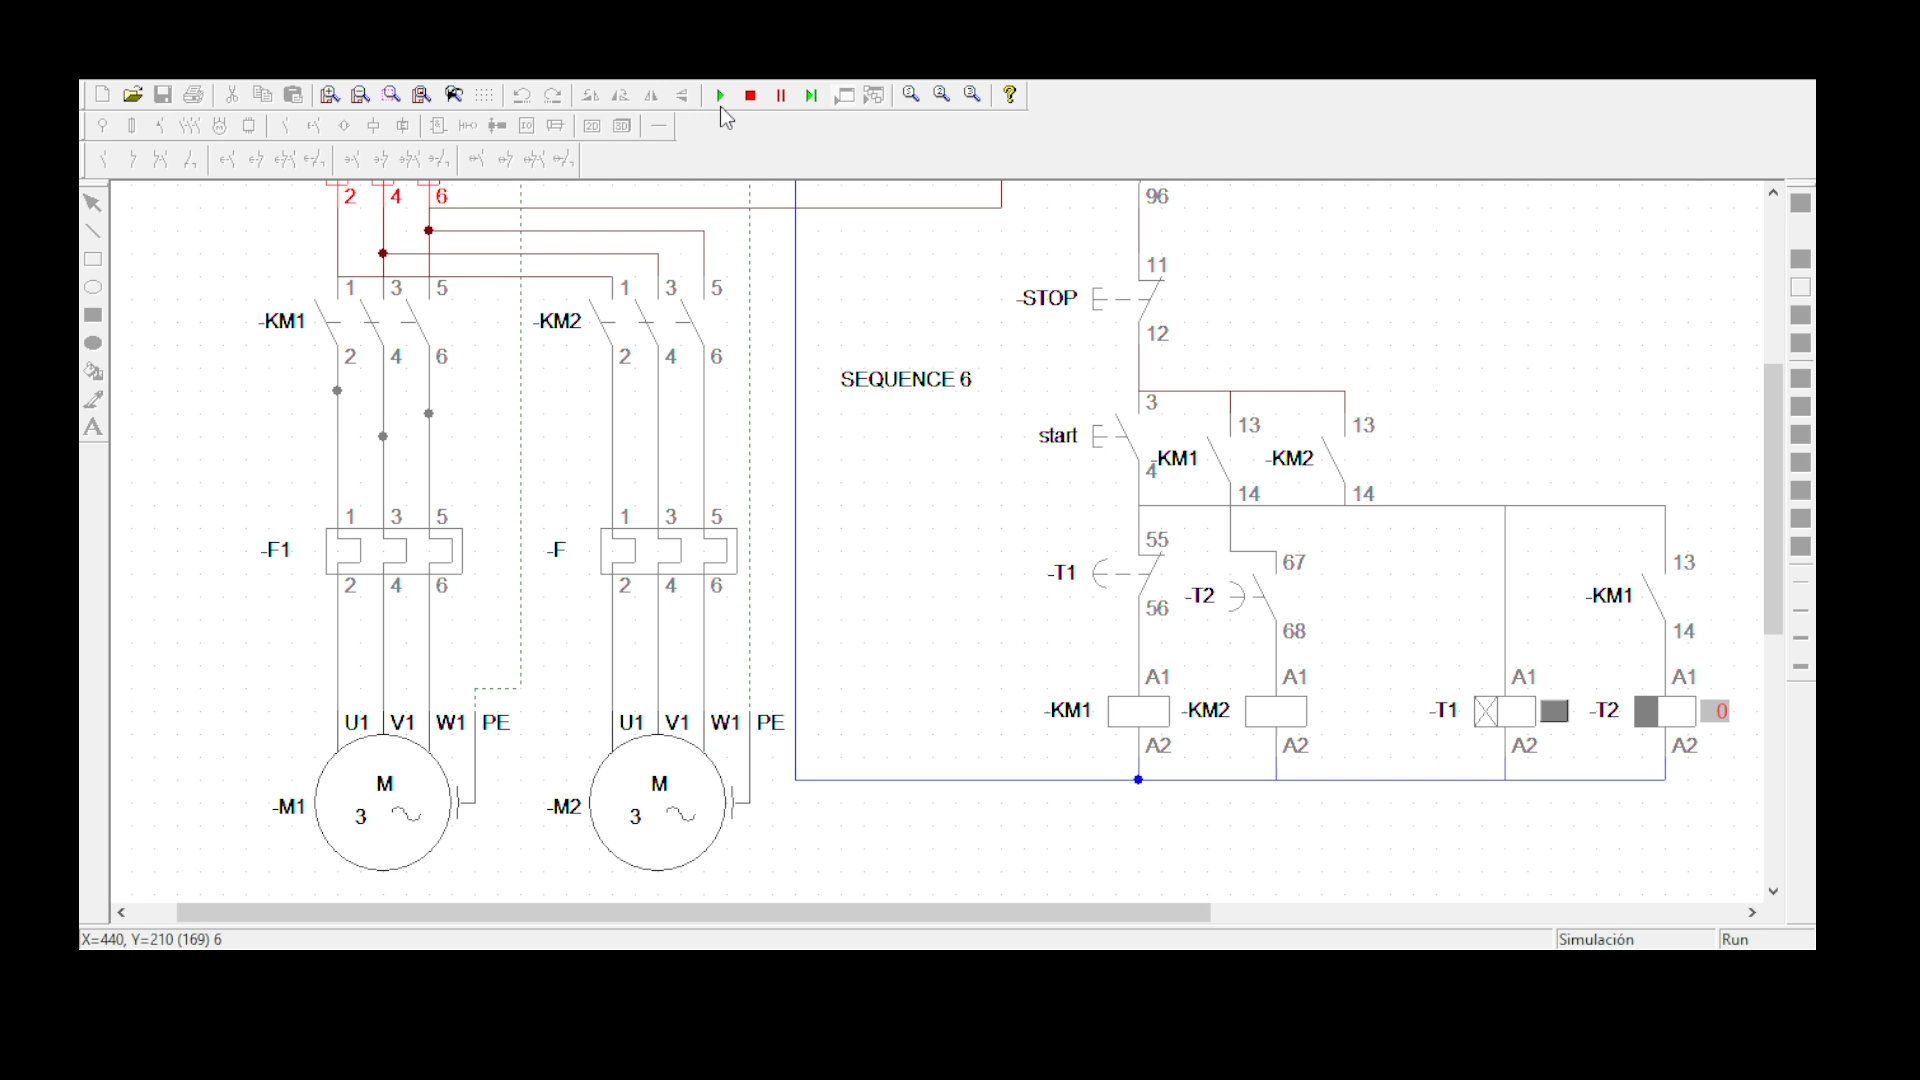 2 4 6 96
1 3 5 1 3 5 11
-KM1 -KM2 -STOP
2 4 6 2 4 6 12
SEQUENCE 6
3 13 13
start -KM1 -KM2
4 14 14
1 3 5 1 3 5 55
-F1 -F -T1 67 13
2 4 6 2 4 6 56 -T2 -KM1
68 14
A1 A1 A1 A1
-KM1 -KM2 -T1 -T2 0
U1 V1 W1 PE U1 V1 W1 PE
A2 A2 A2 A2
M M
-M1 3 -M2 3
X=440, Y=210 (169) 6 Simulación Run